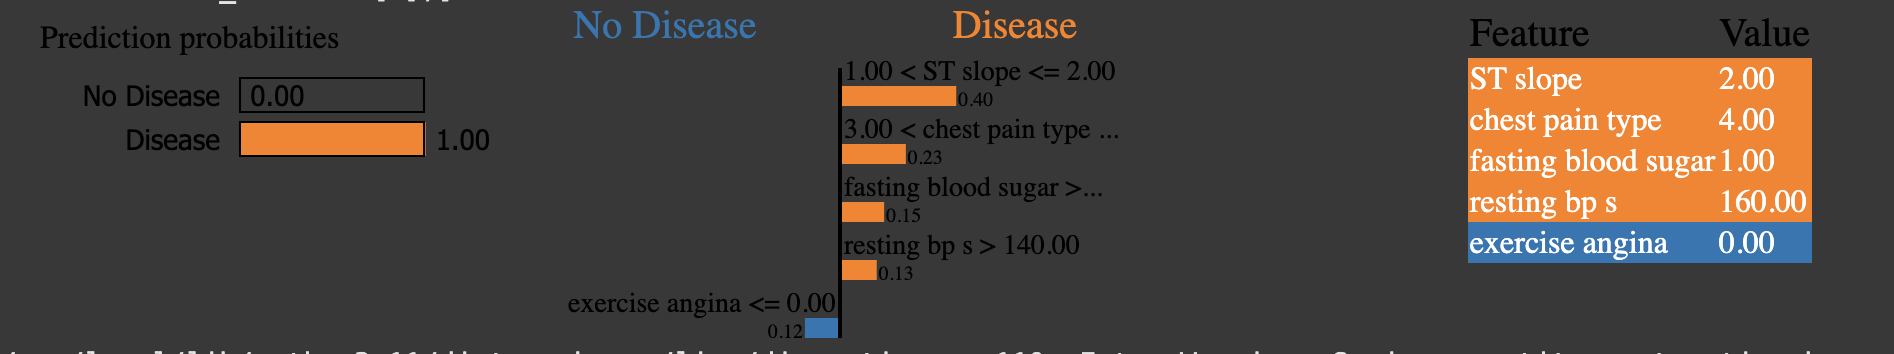 Prediction probabilities
No Disease 0.00
Disease 1.00
No Disease Disease
1.00 < ST slope <= 2.00
0.40
3.00 < chest pain type ...
0.23
fasting blood sugar >...
0.15
resting bp s > 140.00
0.13
exercise angina <= 0.00
0.12
Feature Value
ST slope 2.00
chest pain type 4.00
fasting blood sugar 1.00
resting bp s 160.00
exercise angina 0.00